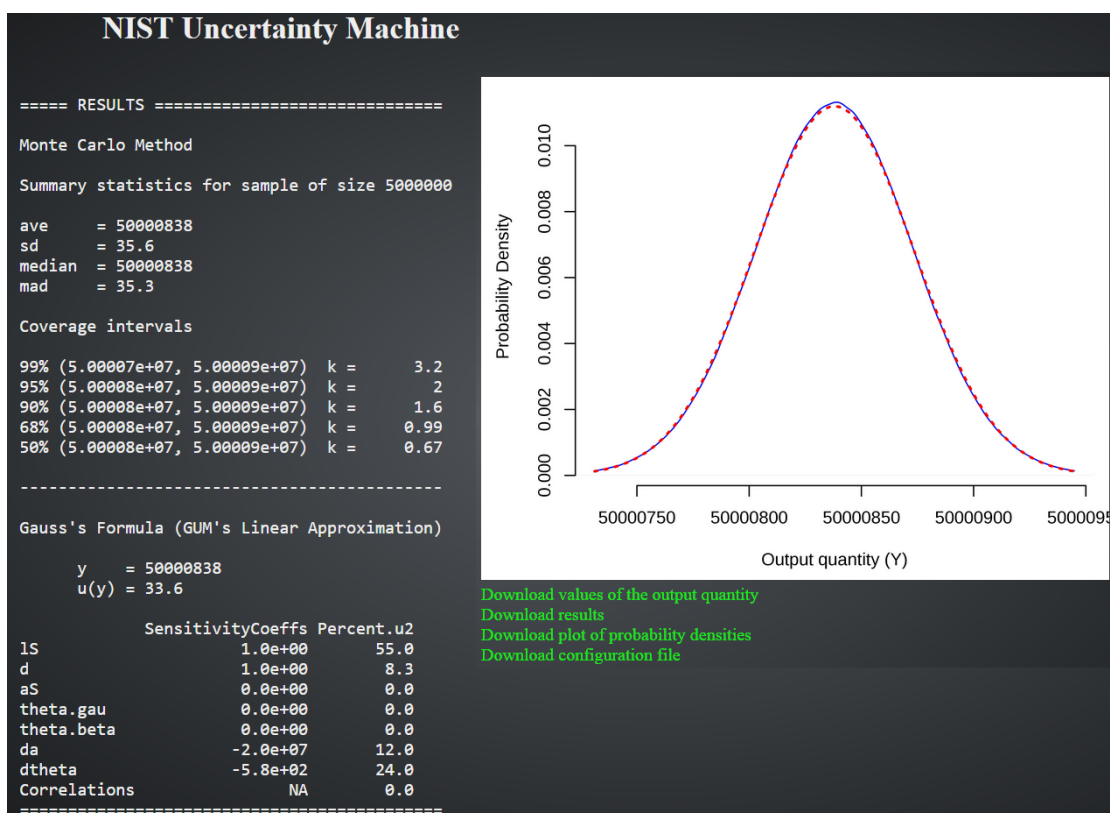 NIST Uncertainty Machine
===== RESULTS ==============================
Monte Carlo Method
Summary statistics for sample of size 5000000
ave = 50000838
sd = 35.6
median = 50000838
mad = 35.3
Coverage intervals
99% (5.00007e+07, 5.00009e+07) k = 3.2
95% (5.00008e+07, 5.00009e+07) k = 2
90% (5.00008e+07, 5.00009e+07) k = 1.6
68% (5.00008e+07, 5.00009e+07) k = 0.99
50% (5.00008e+07, 5.00009e+07) k = 0.67
--------------------------------------------
Gauss's Formula (GUM's Linear Approximation)
y = 50000838
u(y) = 33.6
SensitivityCoeffs Percent.u2
lS 1.0e+00 55.0
d 1.0e+00 8.3
aS 0.0e+00 0.0
theta.gau 0.0e+00 0.0
theta.beta 0.0e+00 0.0
da -2.0e+07 12.0
dtheta -5.8e+02 24.0
Correlations NA 0.0
============================================
Probability Density
0.010
0.008
0.006
0.004
0.002
0.000
50000750 50000800 50000850 50000900 5000095
Output quantity (Y)
Download values of the output quantity
Download results
Download plot of probability densities
Download configuration file